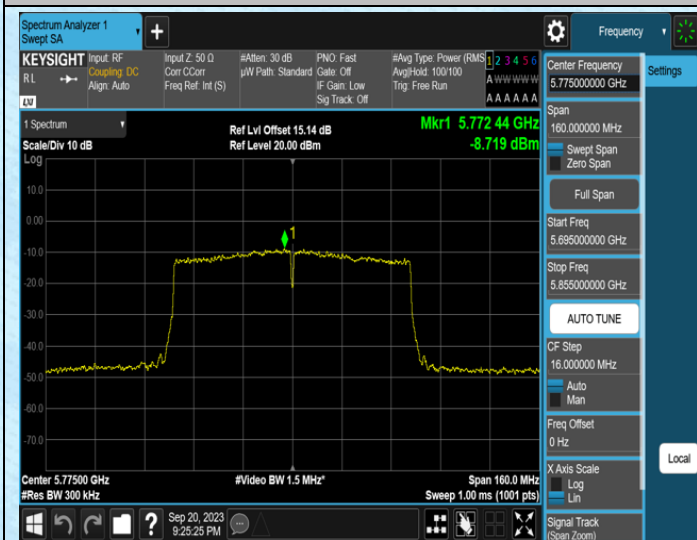 Spectrum Analyzer 1
Swept SA
Frequency
KEYSIGHT
RL
LXI
Input: RF
Coupling: DC
Align: Auto
Input Z: 50 Ω
Corr CCorr
Freq Ref: Int (S)
#Atten: 30 dB
µW Path: Standard
PNO: Fast
Gate: Off
IF Gain: Low
Sig Track: Off
#Avg Type: Power (RMS
Avg|Hold: 100/100
Trig: Free Run
1 2 3 4 5 6
A W W W W W
A A A A A A
1 Spectrum
Scale/Div 10 dB
Log
Ref Lvl Offset 15.14 dB
Ref Level 20.00 dBm
Mkr1 5.772 44 GHz
-8.719 dBm
10.0
0.00
-10.0
-20.0
-30.0
-40.0
-50.0
-60.0
-70.0
1
Center 5.77500 GHz
#Res BW 300 kHz
#Video BW 1.5 MHz*
Span 160.0 MHz
Sweep 1.00 ms (1001 pts)
Sep 20, 2023
9:25:25 PM
?
Center Frequency
5.775000000 GHz
Span
160.000000 MHz
Swept Span
Zero Span
Full Span
Start Freq
5.695000000 GHz
Stop Freq
5.855000000 GHz
AUTO TUNE
CF Step
16.000000 MHz
Auto
Man
Freq Offset
0 Hz
X Axis Scale
Log
Lin
Signal Track
(Span Zoom)
Settings
Local